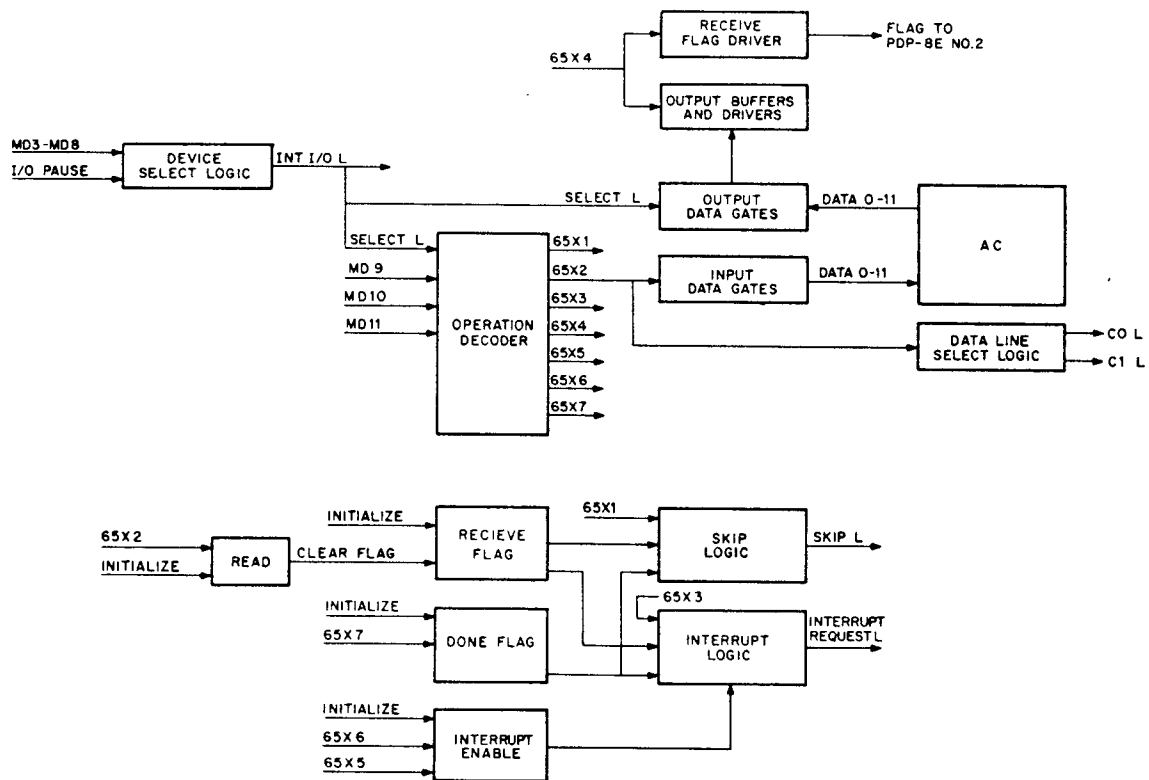 RECEIVE
FLAG DRIVER
FLAG TO
PDP-8E NO.2
65X4
OUTPUT BUFFERS
AND DRIVERS
MD3-MD8
I/O PAUSE
DEVICE
SELECT LOGIC
INT I/O L
SELECT L
OUTPUT
DATA GATES
DATA 0-11
AC
SELECT L
MD9
MD10
MD11
OPERATION
DECODER
65X1
65X2
65X3
65X4
65X5
65X6
65X7
INPUT
DATA GATES
DATA 0-11
DATA LINE
SELECT LOGIC
C0 L
C1 L
65X2
INITIALIZE
READ
CLEAR FLAG
INITIALIZE
RECIEVE
FLAG
65X1
SKIP
LOGIC
SKIP L
INITIALIZE
65X7
DONE FLAG
65X3
INTERRUPT
LOGIC
INTERRUPT
REQUEST L
INITIALIZE
65X6
65X5
INTERRUPT
ENABLE